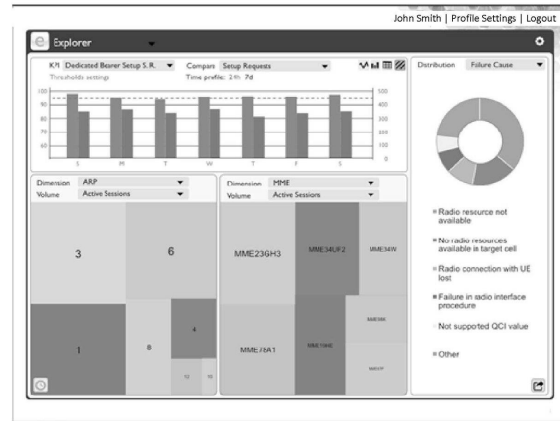 John Smith | Profile Settings | Logout
e Explorer
KPI Dedicated Bearer Setup S.R. Compare Setup Requests
Thresholds settings Time profile: 24h 7d
Distribution Failure Cause
100 500
90 400
80 300
70 200
60 100
0
S M T W T F S
Dimension ARP
Volume Active Sessions
Dimension MME
Volume Active Sessions
3
6
1
8
4
12
15
MME236H3
MME34UF2
MME34W
MME78A1
Radio resource not
available
No radio resources
available in target cell
Radio connection with UE
lost
Failure in radio interface
procedure
Not supported QCI value
Other